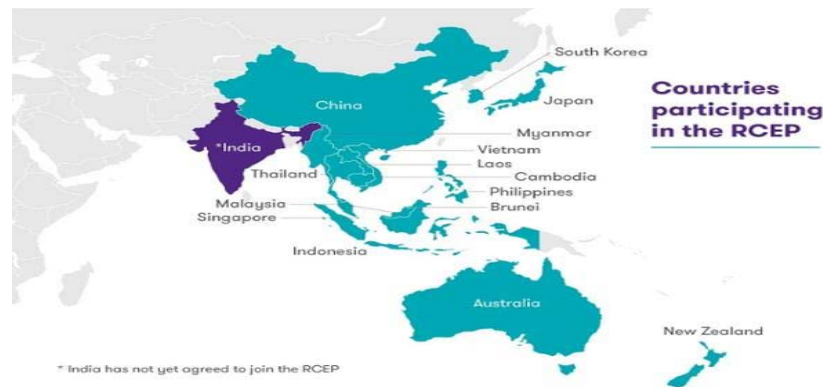 South Korea
Countries
participating
in the RCEP
China
Japan
Myanmar
*India
Vietnam
Laos
Thailand
Cambodia
Philippines
Malaysia
Brunei
Singapore
Indonesia
Australia
New Zealand
* India has not yet agreed to join the RCEP